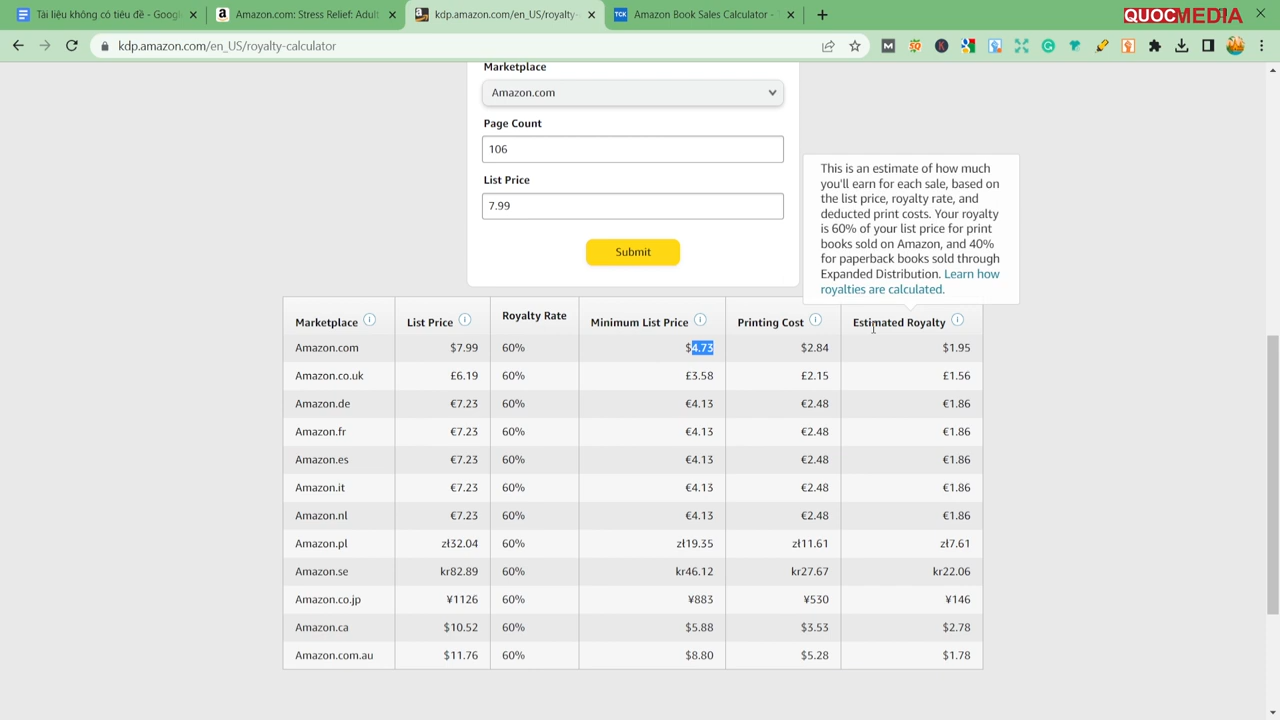 Tài liệu không có tiêu đề - Googl
Amazon.com: Stress Relief: Adult
kdp.amazon.com/en_US/royalty-
TCK Amazon Book Sales Calculator -
QUOCMEDIA
kdp.amazon.com/en_US/royalty-calculator
Marketplace
Amazon.com
Page Count
106
List Price
7.99
Submit
This is an estimate of how much
you'll earn for each sale, based on
the list price, royalty rate, and
deducted print costs. Your royalty
is 60% of your list price for print
books sold on Amazon, and 40%
for paperback books sold through
Expanded Distribution. Learn how
royalties are calculated.
Marketplace List Price Royalty Rate Minimum List Price Printing Cost Estimated Royalty
Amazon.com $7.99 60% $4.73 $2.84 $1.95
Amazon.co.uk £6.19 60% £3.58 £2.15 £1.56
Amazon.de €7.23 60% €4.13 €2.48 €1.86
Amazon.fr €7.23 60% €4.13 €2.48 €1.86
Amazon.es €7.23 60% €4.13 €2.48 €1.86
Amazon.it €7.23 60% €4.13 €2.48 €1.86
Amazon.nl €7.23 60% €4.13 €2.48 €1.86
Amazon.pl zł32.04 60% zł19.35 zł11.61 zł7.61
Amazon.se kr82.89 60% kr46.12 kr27.67 kr22.06
Amazon.co.jp ¥1126 60% ¥883 ¥530 ¥146
Amazon.ca $10.52 60% $5.88 $3.53 $2.78
Amazon.com.au $11.76 60% $8.80 $5.28 $1.78